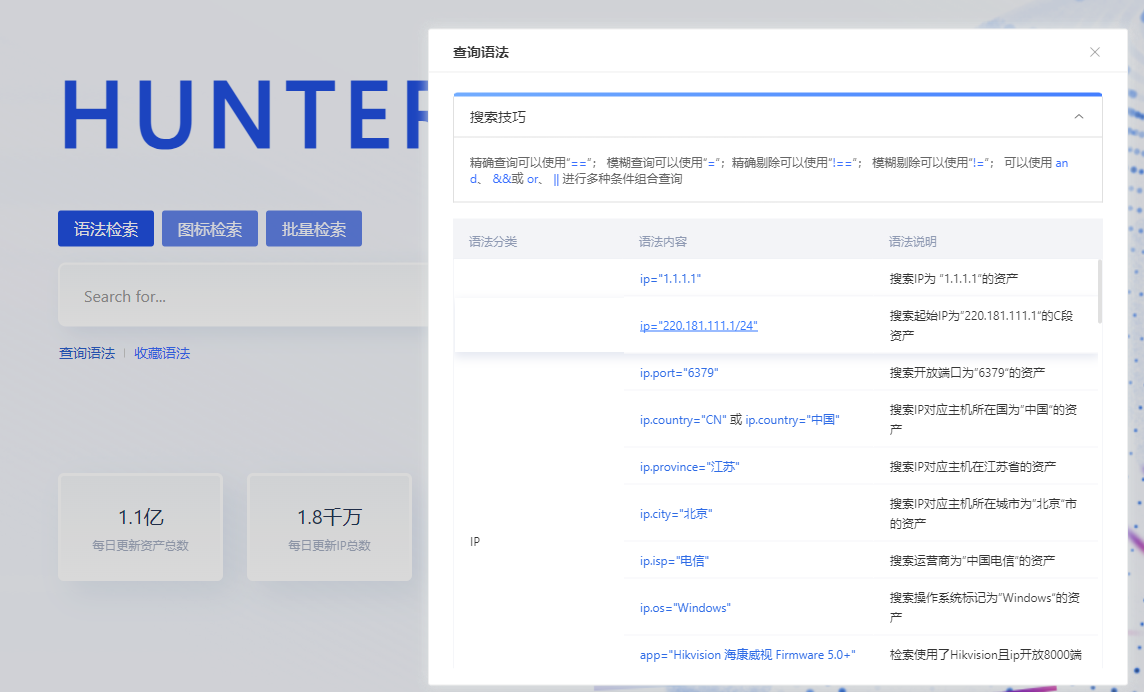 HUNTER
语法检索 图标检索 批量检索
Search for...
查询语法 收藏语法
1.1亿
每日更新资产总数
1.8千万
每日更新IP总数
查询语法
搜索技巧
精确查询可以使用"=="; 模糊查询可以使用"="; 精确剔除可以使用"!=="; 模糊剔除可以使用"!="; 可以使用 an
d、 &&或 or、 || 进行多种条件组合查询
语法分类 语法内容 语法说明
ip="1.1.1.1" 搜索IP为 "1.1.1.1"的资产
ip="220.181.111.1/24" 搜索起始IP为"220.181.111.1"的C段
资产
ip.port="6379" 搜索开放端口为"6379"的资产
ip.country="CN" 或 ip.country="中国" 搜索IP对应主机所在国为"中国"的资
产
ip.province="江苏" 搜索IP对应主机在江苏省的资产
ip.city="北京" 搜索IP对应主机所在城市为"北京"市
的资产
IP
ip.isp="电信" 搜索运营商为"中国电信"的资产
ip.os="Windows" 搜索操作系统标记为"Windows"的资
产
app="Hikvision 海康威视 Firmware 5.0+" 检索使用了Hikvision且ip开放8000端